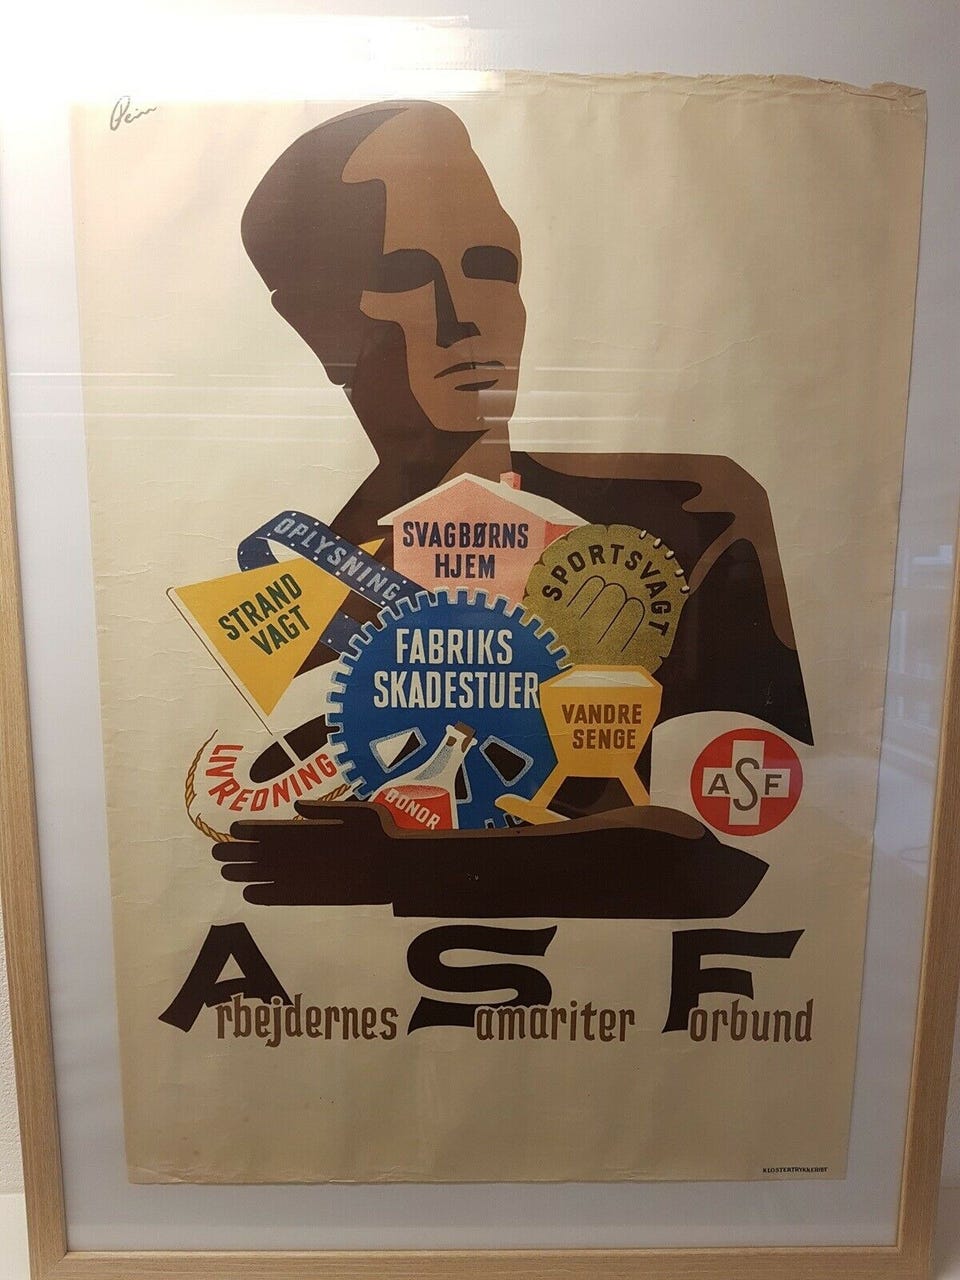 OPLYSNING
SVAGBØRNS
HJEM
SPORTSVAGT
STRAND
VAGT
FABRIKS
SKADESTUER
VANDRE
SENGE
LIVREDNING
DONOR
ASF
A S F
Arbejdernes Samariter Forbund
KLOSTERTRYKKERIET